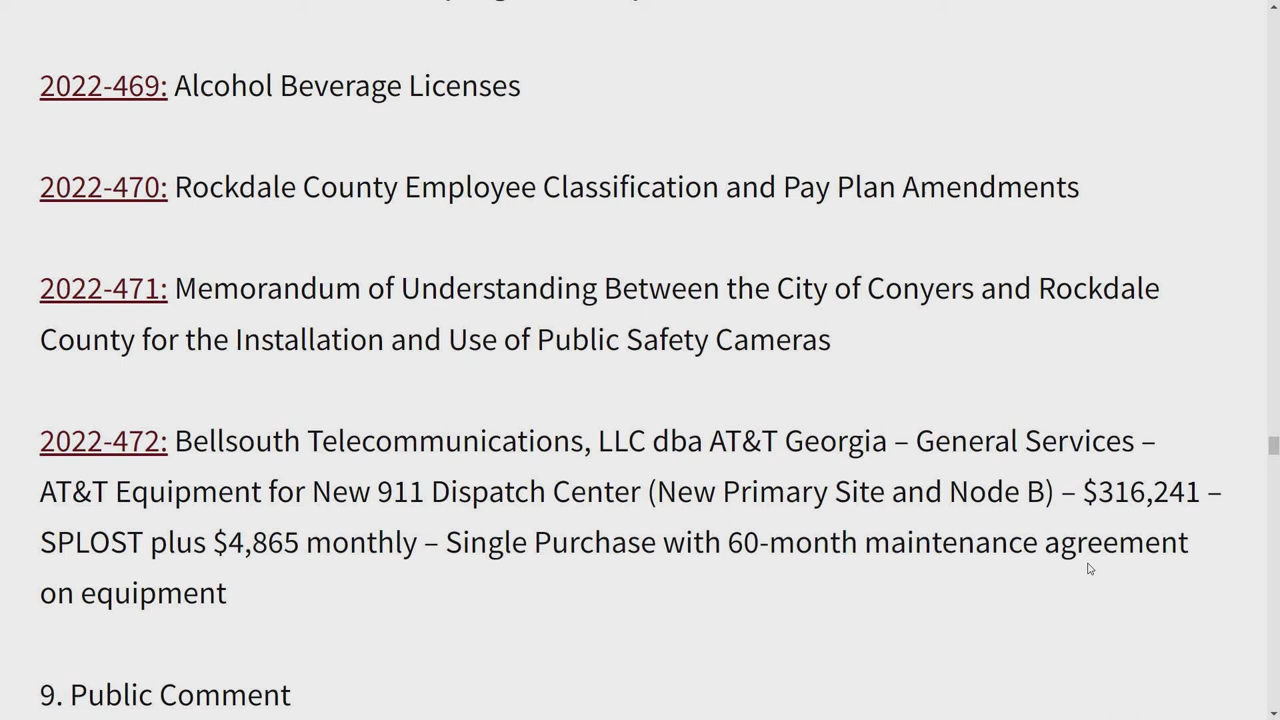 2022-469: Alcohol Beverage Licenses
2022-470: Rockdale County Employee Classification and Pay Plan Amendments
2022-471: Memorandum of Understanding Between the City of Conyers and Rockdale
County for the Installation and Use of Public Safety Cameras
2022-472: Bellsouth Telecommunications, LLC dba AT&T Georgia – General Services –
AT&T Equipment for New 911 Dispatch Center (New Primary Site and Node B) – $316,241 –
SPLOST plus $4,865 monthly – Single Purchase with 60-month maintenance agreement
on equipment
9. Public Comment